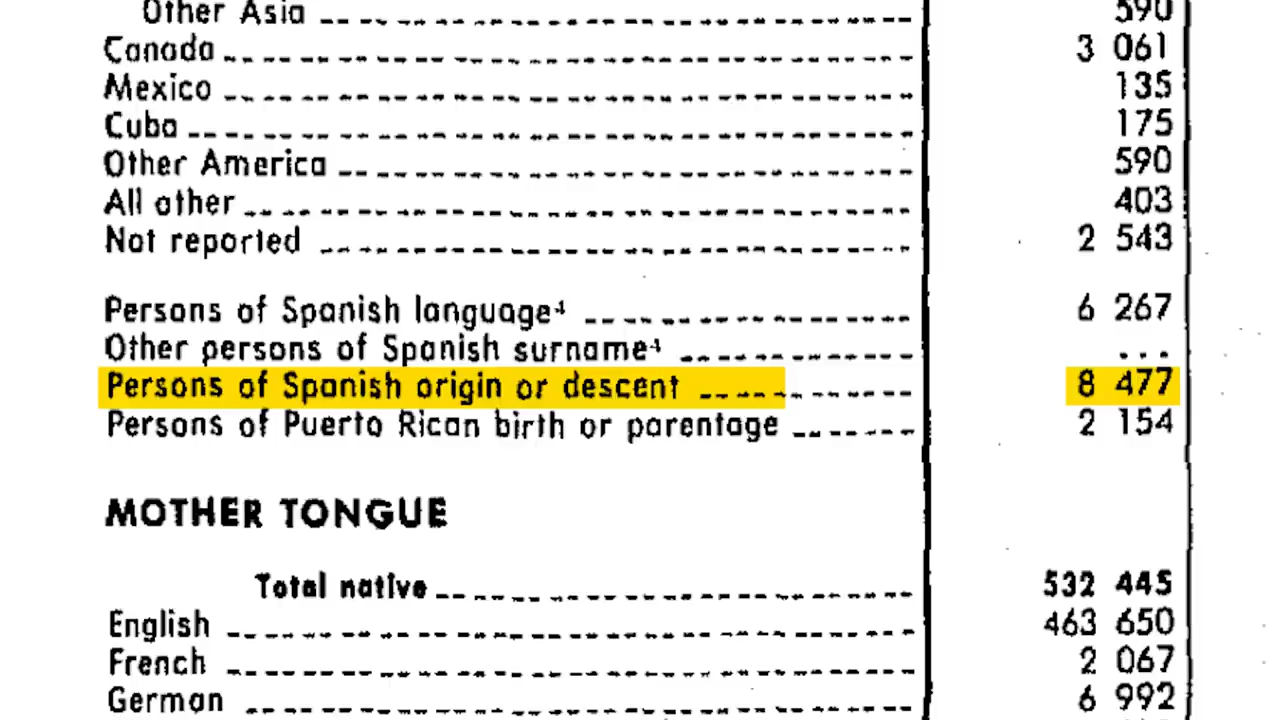 Other Asia 590
Canada 3 061
Mexico 135
Cuba 175
Other America 590
All other 403
Not reported 2 543
Persons of Spanish language⁴ 6 267
Other persons of Spanish surname⁴ ...
Persons of Spanish origin or descent 8 477
Persons of Puerto Rican birth or parentage 2 154
MOTHER TONGUE
Total native 532 445
English 463 650
French 2 067
German 6 992